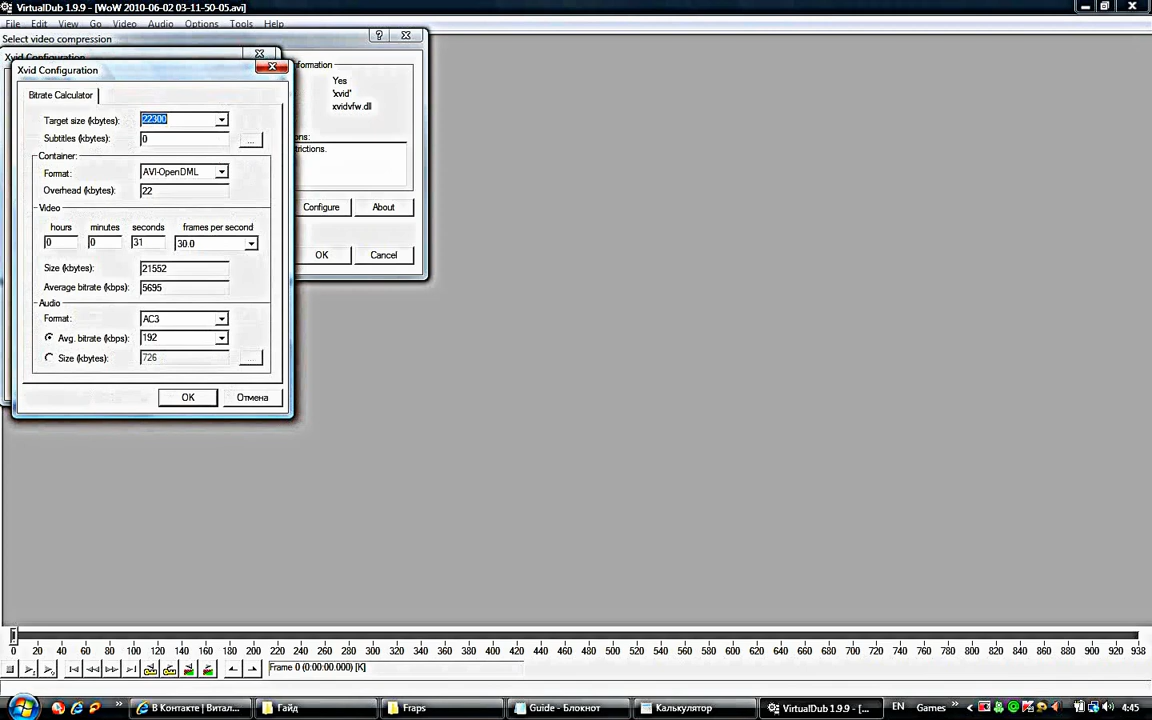 VirtualDub 1.9.9 - [WoW 2010-06-02 03-11-50-05.avi]
File Edit View Go Video Audio Options Tools Help
Select video compression
Xvid Configuration
Xvid Configuration
Bitrate Calculator
Target size (kbytes): 22300
Subtitles (kbytes): 0 ...
Container:
Format: AVI-OpenDML
Overhead (kbytes): 22
Video
hours minutes seconds frames per second
0 0 31 30.0
Size (kbytes): 21552
Average bitrate (kbps): 5695
Audio
Format: AC3
Avg. bitrate (kbps): 192
Size (kbytes): 726 ...
OK Отмена
formation
Yes
'xvid'
xvidvfw.dll
ons:
trictions.
Configure About
OK Cancel
0 20 40 60 80 100 120 140 160 180 200 220 240 260 280 300 320 340 360 380 400 420 440 460 480 500 520 540 560 580 600 620 640 660 680 700 720 740 760 780 800 820 840 860 880 900 920 938
Frame 0 (0:00:00.000) [K]
В Контакте | Витал... Гайд Fraps Guide - Блокнот Калькулятор VirtualDub 1.9.9 - [... EN Games 4:45